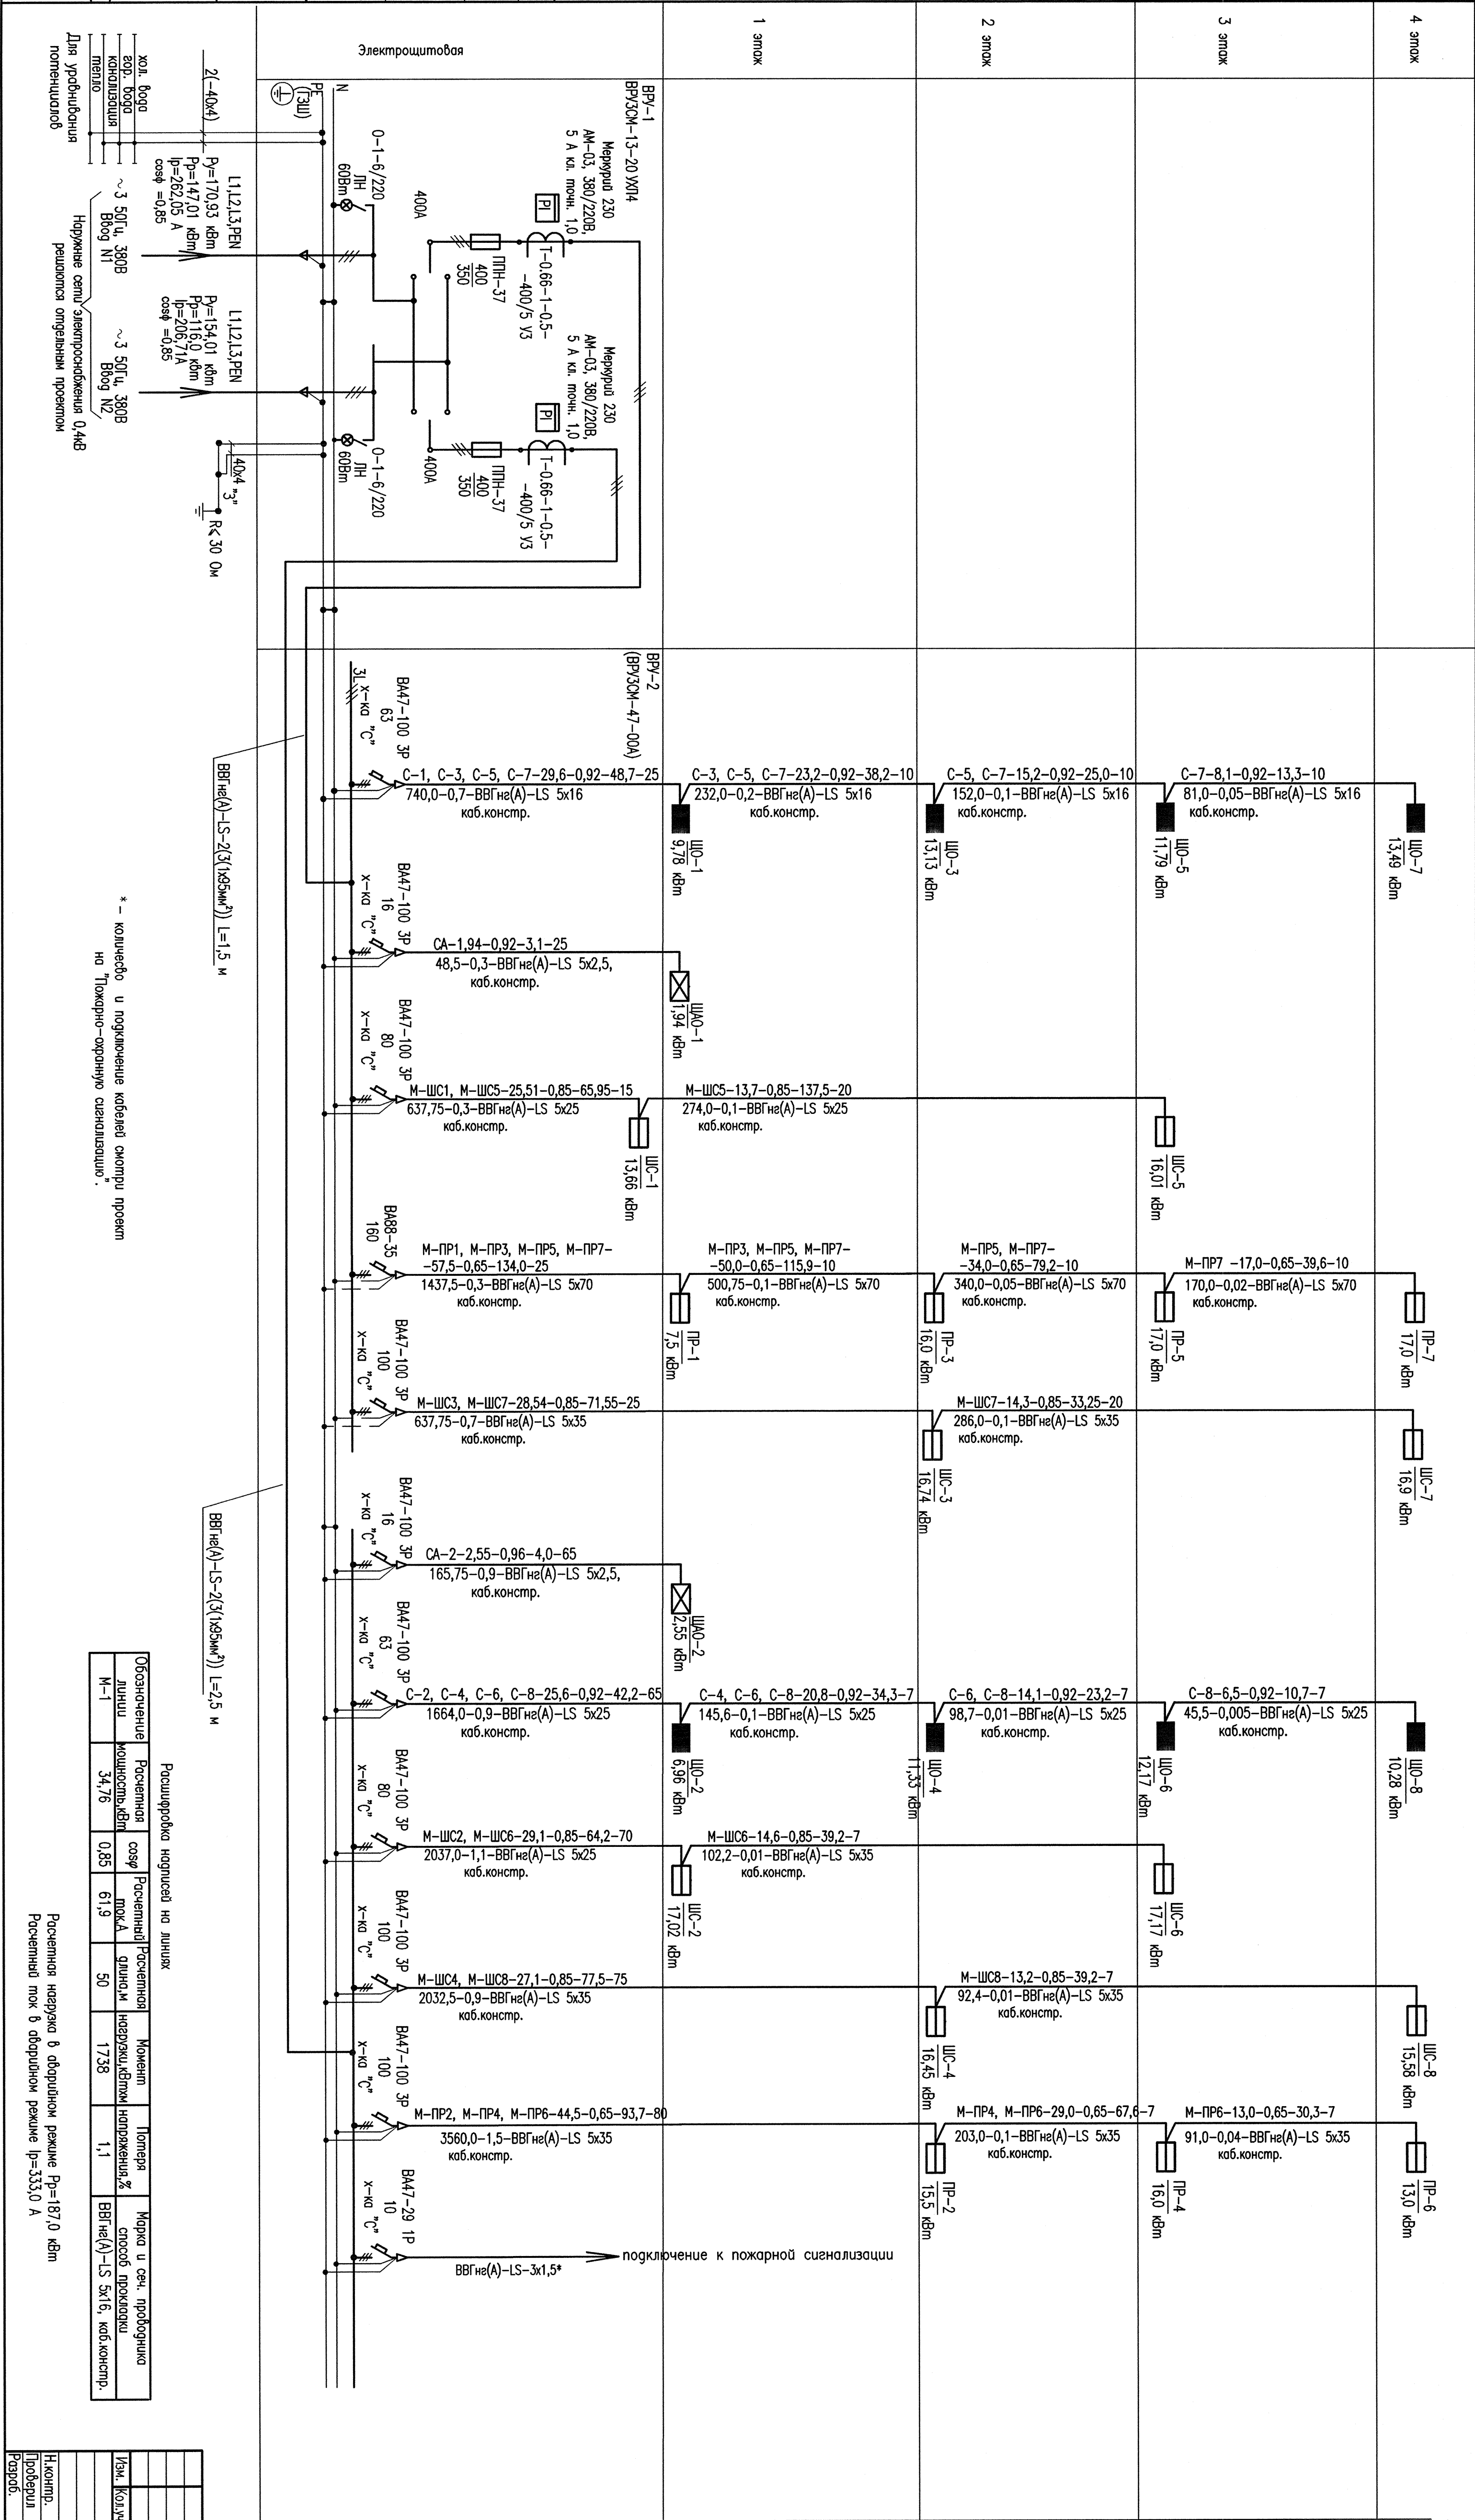 1 этаж
2 этаж
3 этаж
4 этаж
Электрощитовая
ВРУ-1
ВРУ3СМ-13-20 УХЛ4
Меркурий 230
АМ-03, 380/220В,
5 А кл. точн. 1,0
PI
Т-0.66-1-0.5-
-400/5 У3
ППН-37
400
350
400А
О-1-6/220
ЛН
60Вт
N
PE
(ГЗШ)
Меркурий 230
АМ-03, 380/220В,
5 А кл. точн. 1,0
PI
Т-0.66-1-0.5-
-400/5 У3
ППН-37
400
350
400А
О-1-6/220
ЛН
60Вт
2(-40х4)
хол. вода
гор. вода
канализация
тепло
Для уравнивания
потенциалов
L1,L2,L3,PEN
Ру=170,93 кВт
Рр=147,01 кВт
Iр=262,05 А
cosф =0,85
~3 50Гц, 380В
Ввод N1
L1,L2,L3,PEN
Ру=154,01 кВт
Рр=116,0 кВт
Iр=206,71А
cosф =0,85
~3 50Гц, 380В
Ввод N2
Наружные сети электроснабжения 0,4кВ
решаются отдельным проектом
40х4 "З"
R⩽30 Ом
ВРУ-2
(ВРУ3СМ-47-00А)
3L
ВА47-100 3Р
63
х-ка "С"
С-1, С-3, С-5, С-7-29,6-0,92-48,7-25
740,0-0,7-ВВГнг(А)-LS 5х16
каб.констр.
ЩО-1
9,78 кВт
С-3, С-5, С-7-23,2-0,92-38,2-10
232,0-0,2-ВВГнг(А)-LS 5х16
каб.констр.
ЩО-3
13,13 кВт
С-5, С-7-15,2-0,92-25,0-10
152,0-0,1-ВВГнг(А)-LS 5х16
каб.констр.
ЩО-5
11,79 кВт
С-7-8,1-0,92-13,3-10
81,0-0,05-ВВГнг(А)-LS 5х16
каб.констр.
ЩО-7
13,49 кВт
ВА47-100 3Р
16
х-ка "С"
СА-1,94-0,92-3,1-25
48,5-0,3-ВВГнг(А)-LS 5х2,5,
каб.констр.
ЩАО-1
1,94 кВт
ВА47-100 3Р
80
х-ка "С"
М-ШС1, М-ШС5-25,51-0,85-65,95-15
637,75-0,3-ВВГнг(А)-LS 5х25
каб.констр.
ШС-1
13,66 кВт
М-ШС5-13,7-0,85-137,5-20
274,0-0,1-ВВГнг(А)-LS 5х25
каб.констр.
ШС-5
16,01 кВт
ВА88-35
160
М-ПР1, М-ПР3, М-ПР5, М-ПР7-
-57,5-0,65-134,0-25
1437,5-0,3-ВВГнг(А)-LS 5х70
каб.констр.
ПР-1
7,5 кВт
М-ПР3, М-ПР5, М-ПР7-
-50,0-0,65-115,9-10
500,75-0,1-ВВГнг(А)-LS 5х70
каб.констр.
ПР-3
16,0 кВт
М-ПР5, М-ПР7-
-34,0-0,65-79,2-10
340,0-0,05-ВВГнг(А)-LS 5х70
каб.констр.
ПР-5
17,0 кВт
М-ПР7 -17,0-0,65-39,6-10
170,0-0,02-ВВГнг(А)-LS 5х70
каб.констр.
ПР-7
17,0 кВт
ВА47-100 3Р
100
х-ка "С"
М-ШС3, М-ШС7-28,54-0,85-71,55-25
637,75-0,7-ВВГнг(А)-LS 5х35
каб.констр.
ШС-3
16,74 кВт
М-ШС7-14,3-0,85-33,25-20
286,0-0,1-ВВГнг(А)-LS 5х35
каб.констр.
ШС-7
16,9 кВт
ВА47-100 3Р
16
х-ка "С"
СА-2-2,55-0,96-4,0-65
165,75-0,9-ВВГнг(А)-LS 5х2,5,
каб.констр.
ЩАО-2
2,55 кВт
ВА47-100 3Р
63
х-ка "С"
С-2, С-4, С-6, С-8-25,6-0,92-42,2-65
1664,0-0,9-ВВГнг(А)-LS 5х25
каб.констр.
ЩО-2
6,96 кВт
С-4, С-6, С-8-20,8-0,92-34,3-7
145,6-0,1-ВВГнг(А)-LS 5х25
каб.констр.
ЩО-4
11,33 кВт
С-6, С-8-14,1-0,92-23,2-7
98,7-0,01-ВВГнг(А)-LS 5х25
каб.констр.
ЩО-6
12,17 кВт
С-8-6,5-0,92-10,7-7
45,5-0,005-ВВГнг(А)-LS 5х25
каб.констр.
ЩО-8
10,28 кВт
ВА47-100 3Р
80
х-ка "С"
М-ШС2, М-ШС6-29,1-0,85-64,2-70
2037,0-1,1-ВВГнг(А)-LS 5х25
каб.констр.
ШС-2
17,02 кВт
М-ШС6-14,6-0,85-39,2-7
102,2-0,01-ВВГнг(А)-LS 5х35
каб.констр.
ШС-6
17,17 кВт
ВА47-100 3Р
100
х-ка "С"
М-ШС4, М-ШС8-27,1-0,85-77,5-75
2032,5-0,9-ВВГнг(А)-LS 5х35
каб.констр.
ШС-4
16,45 кВт
М-ШС8-13,2-0,85-39,2-7
92,4-0,01-ВВГнг(А)-LS 5х35
каб.констр.
ШС-8
15,58 кВт
ВА47-100 3Р
100
х-ка "С"
М-ПР2, М-ПР4, М-ПР6-44,5-0,65-93,7-80
3560,0-1,5-ВВГнг(А)-LS 5х35
каб.констр.
ПР-2
15,5 кВт
М-ПР4, М-ПР6-29,0-0,65-67,6-7
203,0-0,1-ВВГнг(А)-LS 5х35
каб.констр.
ПР-4
16,0 кВт
М-ПР6-13,0-0,65-30,3-7
91,0-0,04-ВВГнг(А)-LS 5х35
каб.констр.
ПР-6
13,0 кВт
ВА47-29 1Р
10
х-ка "С"
подключение к пожарной сигнализации
ВВГнг(А)-LS-3х1,5*
ВВГнг(А)-LS-2(3(1х95мм²)) L=1,5 м
ВВГнг(А)-LS-2(3(1х95мм²)) L=2,5 м
* - количесво и подключение кабелей смотри проект
на "Пожарно-охранную сигнализацию".
Расшифровка надписей на линиях
Обозначение линии
Расчетная мощность,кВт
cosφ
Расчетный ток,А
Расчетная длина,м
Момент нагрузки,кВтхм
Потеря напряжения,%
Марка и сеч. проводника способ прокладки
М-1
34,76
0,85
61,9
50
1738
1,1
ВВГнг(А)-LS 5х16, каб.констр.
Расчетная нагрузка в аварийном режиме Рр=187,0 кВт
Расчетный ток в аварийном режиме Iр=333,0 А
Изм.
Кол.уч
Н.контр.
Проверил
Разраб.